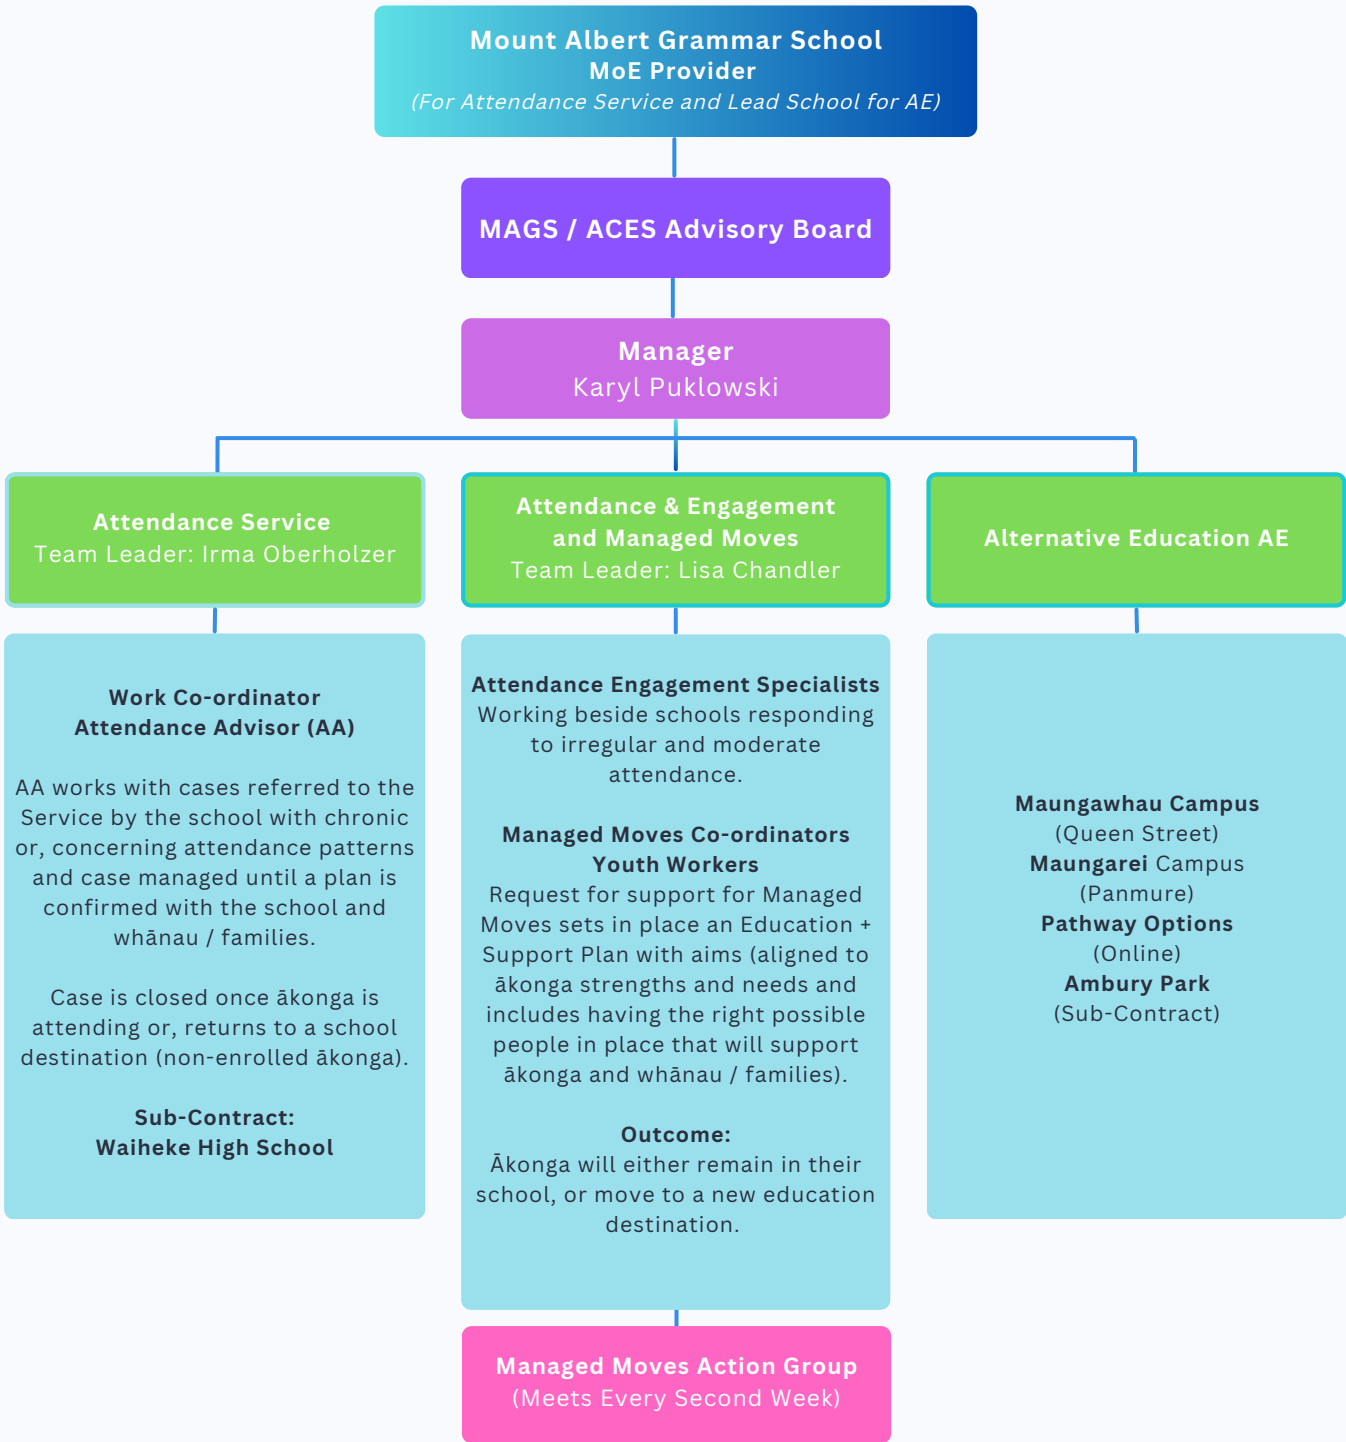 Mount Albert Grammar School
MoE Provider
(For Attendance Service and Lead School for AE)
MAGS / ACES Advisory Board
Manager
Karyl Puklowski
Attendance Service
Team Leader: Irma Oberholzer
Work Co-ordinator
Attendance Advisor (AA)
AA works with cases referred to the
Service by the school with chronic
or, concerning attendance patterns
and case managed until a plan is
confirmed with the school and
whānau / families.
Case is closed once ākonga is
attending or, returns to a school
destination (non-enrolled ākonga).
Sub-Contract:
Waiheke High School
Attendance & Engagement
and Managed Moves
Team Leader: Lisa Chandler
Attendance Engagement Specialists
Working beside schools responding
to irregular and moderate
attendance.
Managed Moves Co-ordinators
Youth Workers
Request for support for Managed
Moves sets in place an Education +
Support Plan with aims (aligned to
ākonga strengths and needs and
includes having the right possible
people in place that will support
ākonga and whānau / families).
Outcome:
Ākonga will either remain in their
school, or move to a new education
destination.
Managed Moves Action Group
(Meets Every Second Week)
Alternative Education AE
Maungawhau Campus
(Queen Street)
Maungarei Campus
(Panmure)
Pathway Options
(Online)
Ambury Park
(Sub-Contract)